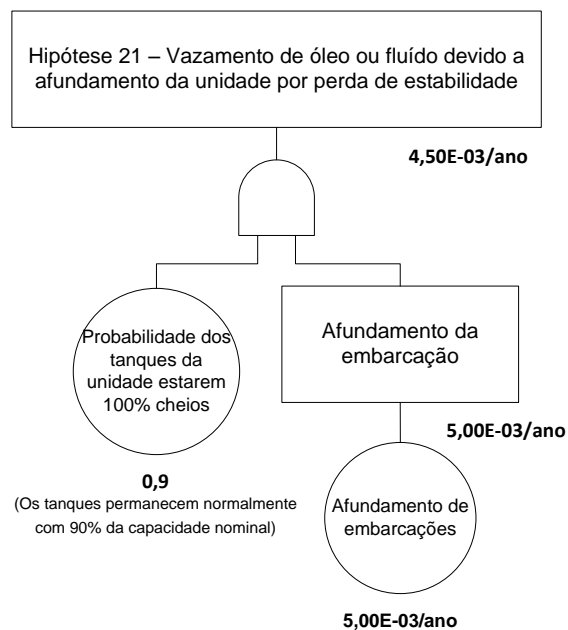 Hipótese 21 – Vazamento de óleo ou fluído devido a
afundamento da unidade por perda de estabilidade
4,50E-03/ano
Probabilidade dos
tanques da
unidade estarem
100% cheios
Afundamento da
embarcação
5,00E-03/ano
0,9
(Os tanques permanecem normalmente
com 90% da capacidade nominal)
Afundamento de
embarcações
5,00E-03/ano